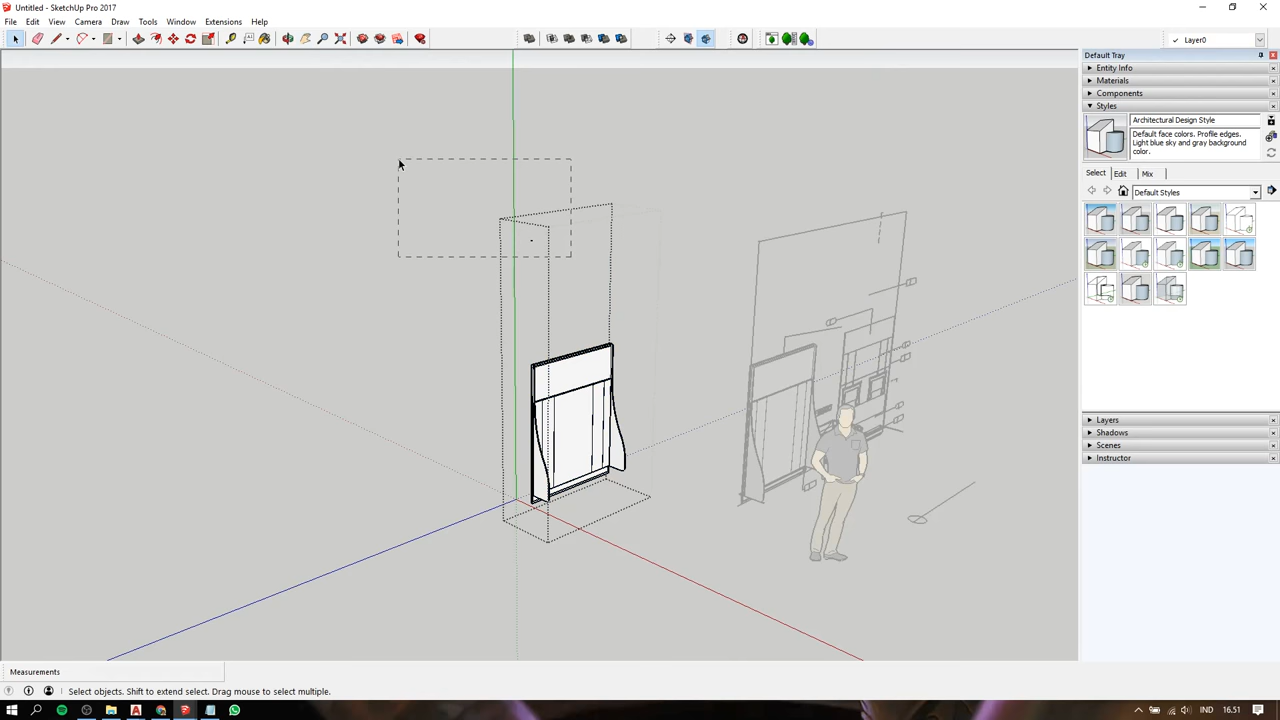 Untitled - SketchUp Pro 2017
File Edit View Camera Draw Tools Window Extensions Help
Layer0
Default Tray
Entity Info
Materials
Components
Styles
Architectural Design Style
Default face colors. Profile edges.
Light blue sky and gray background
color.
Select Edit Mix
Default Styles
Layers
Shadows
Scenes
Instructor
Measurements
Select objects. Shift to extend select. Drag mouse to select multiple.
IND 16.51